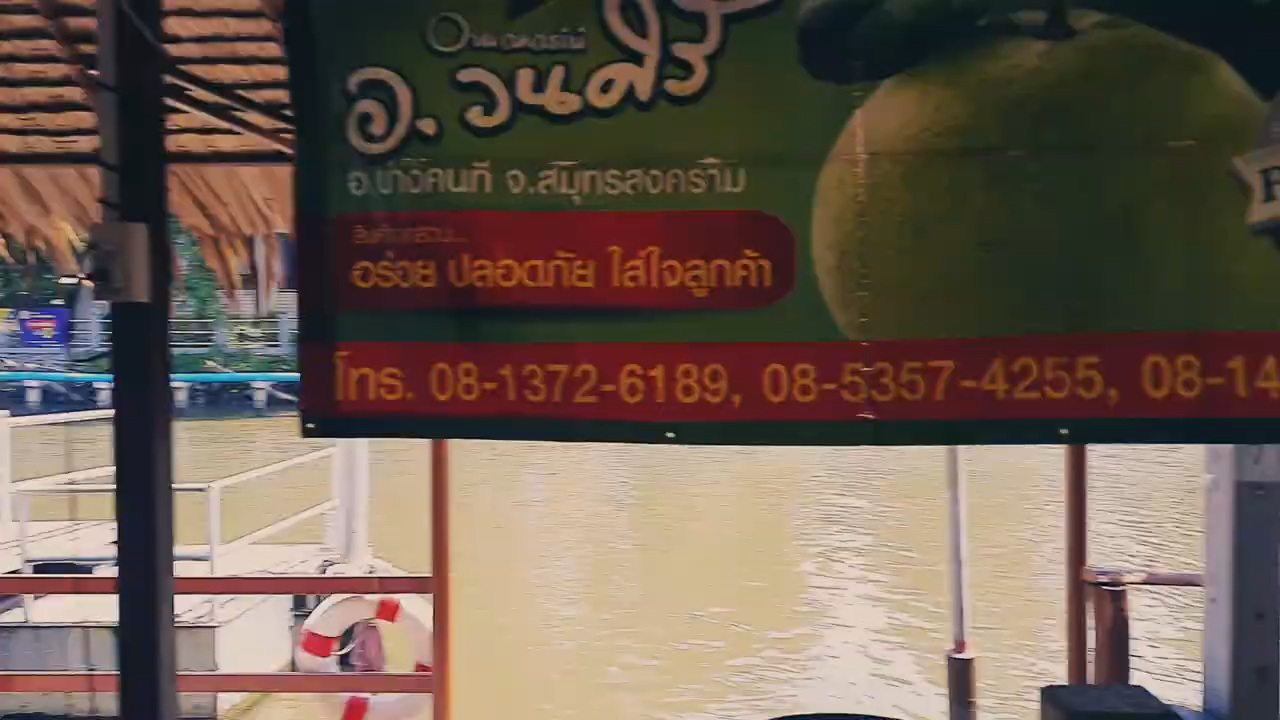 อ. วนศรี
อ.บางคนที จ.สมุทรสงคราม
อร่อย ปลอดภัย ใส่ใจลูกค้า
โทร. 08-1372-6189, 08-5357-4255, 08-14